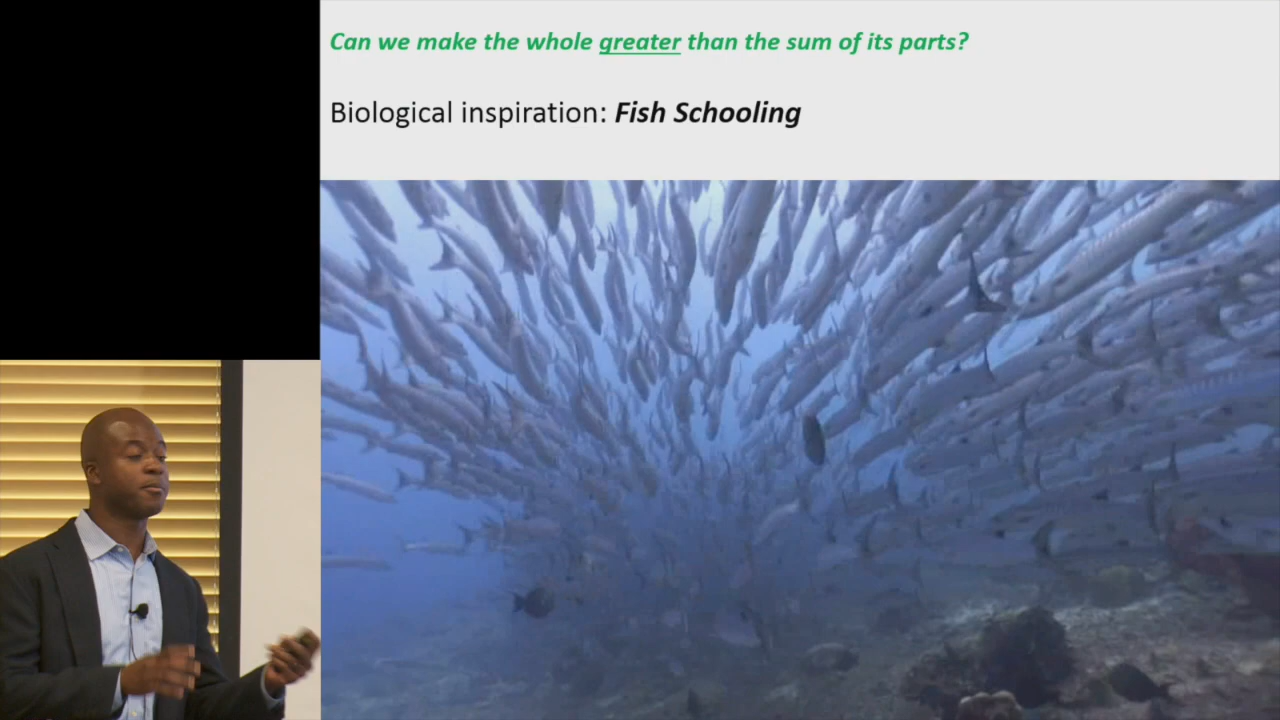 Can we make the whole greater than the sum of its parts?
Biological inspiration: Fish Schooling